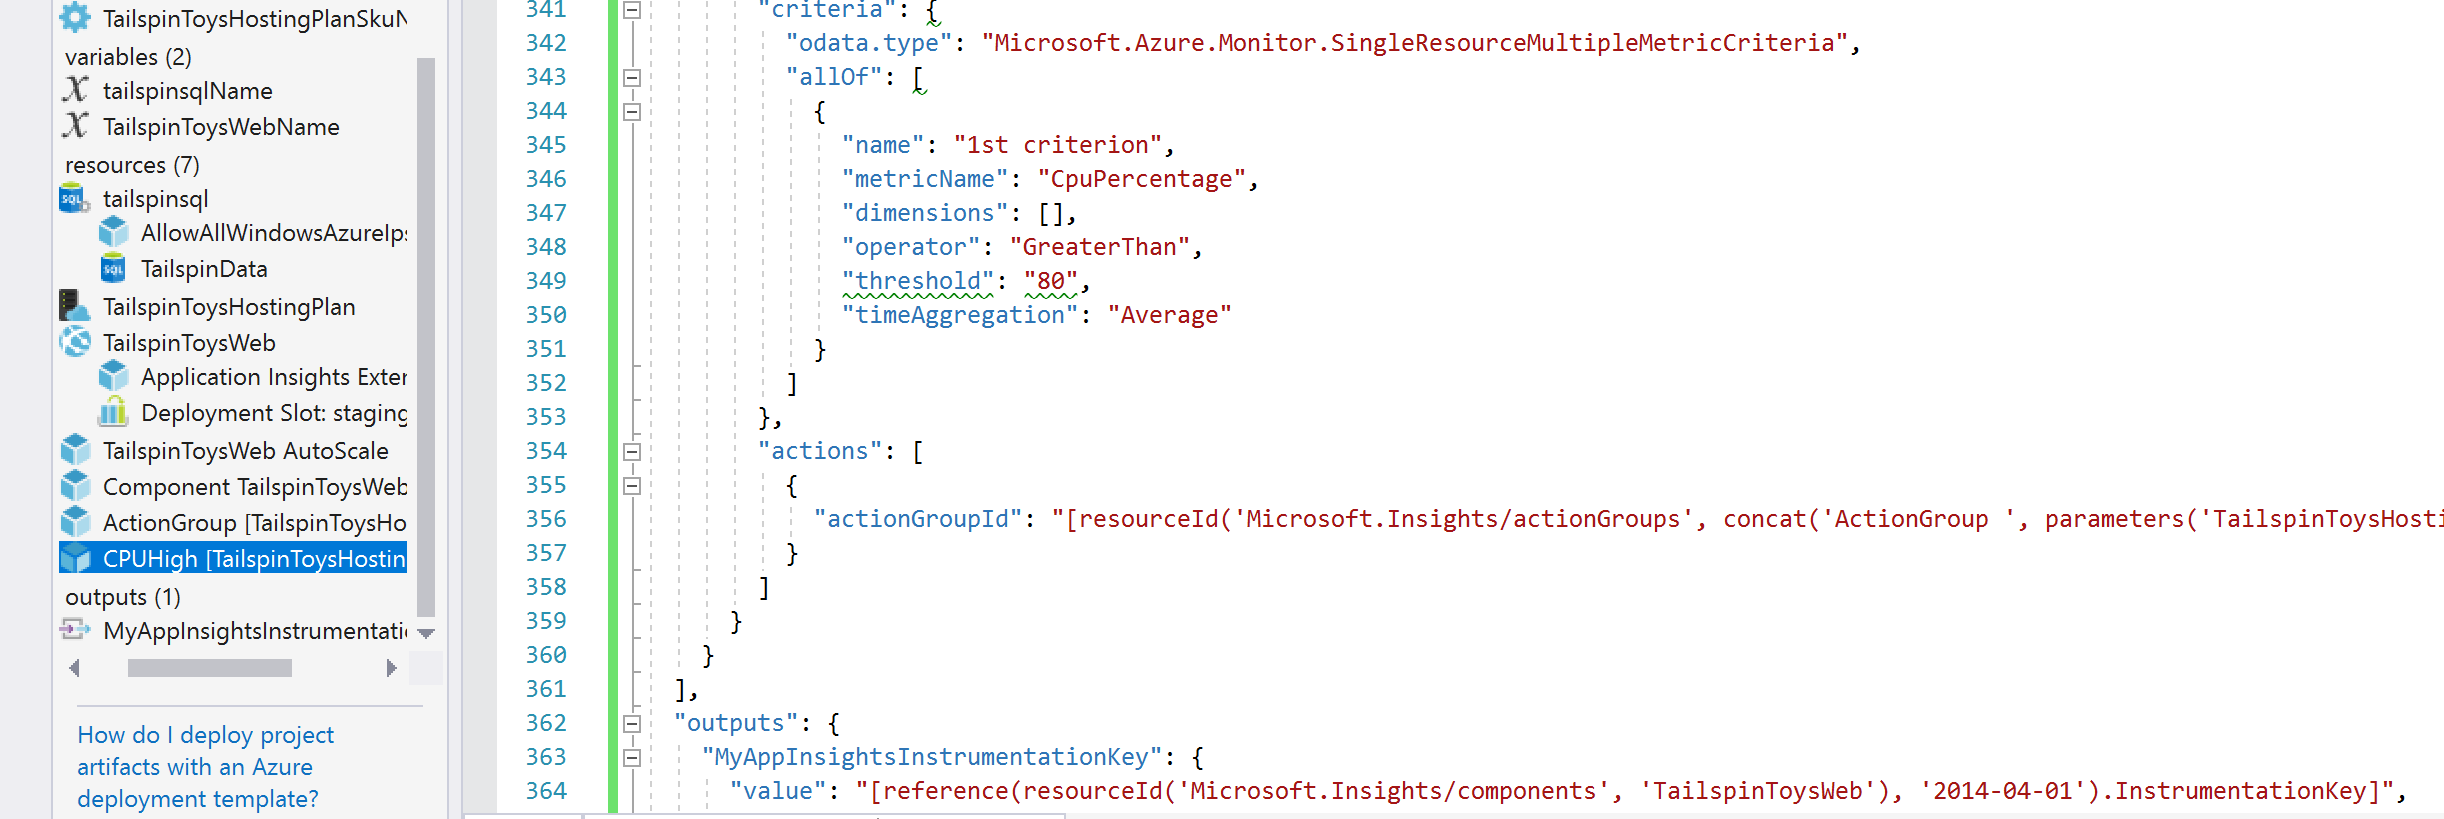 TailspinToysHostingPlanSkuN
variables (2)
tailspinsqlName
TailspinToysWebName
resources (7)
tailspinsql
AllowAllWindowsAzureIps
TailspinData
TailspinToysHostingPlan
TailspinToysWeb
Application Insights Exter
Deployment Slot: staging
TailspinToysWeb AutoScale
Component TailspinToysWeb
ActionGroup [TailspinToysHo
CPUHigh [TailspinToysHostin
outputs (1)
MyAppInsightsInstrumentati
How do I deploy project
artifacts with an Azure
deployment template?
341 "criteria": {
342 "odata.type": "Microsoft.Azure.Monitor.SingleResourceMultipleMetricCriteria",
343 "allOf": [
344 {
345 "name": "1st criterion",
346 "metricName": "CpuPercentage",
347 "dimensions": [],
348 "operator": "GreaterThan",
349 "threshold": "80",
350 "timeAggregation": "Average"
351 }
352 ]
353 },
354 "actions": [
355 {
356 "actionGroupId": "[resourceId('Microsoft.Insights/actionGroups', concat('ActionGroup ', parameters('TailspinToysHosti
357 }
358 ]
359 }
360 }
361 ],
362 "outputs": {
363 "MyAppInsightsInstrumentationKey": {
364 "value": "[reference(resourceId('Microsoft.Insights/components', 'TailspinToysWeb'), '2014-04-01').InstrumentationKey]",